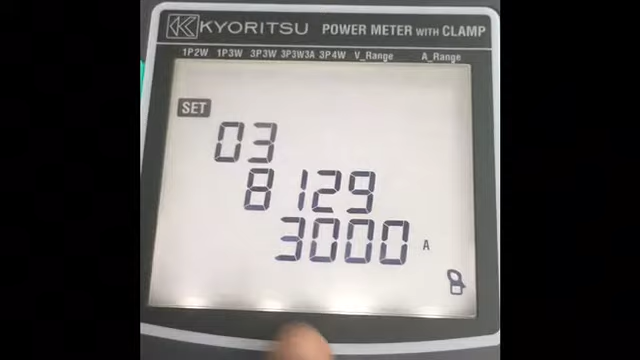 KYORITSU POWER METER WITH CLAMP
1P2W 1P3W 3P3W 3P3W3A 3P4W V_Range A_Range
SET
03
8129
3000 A